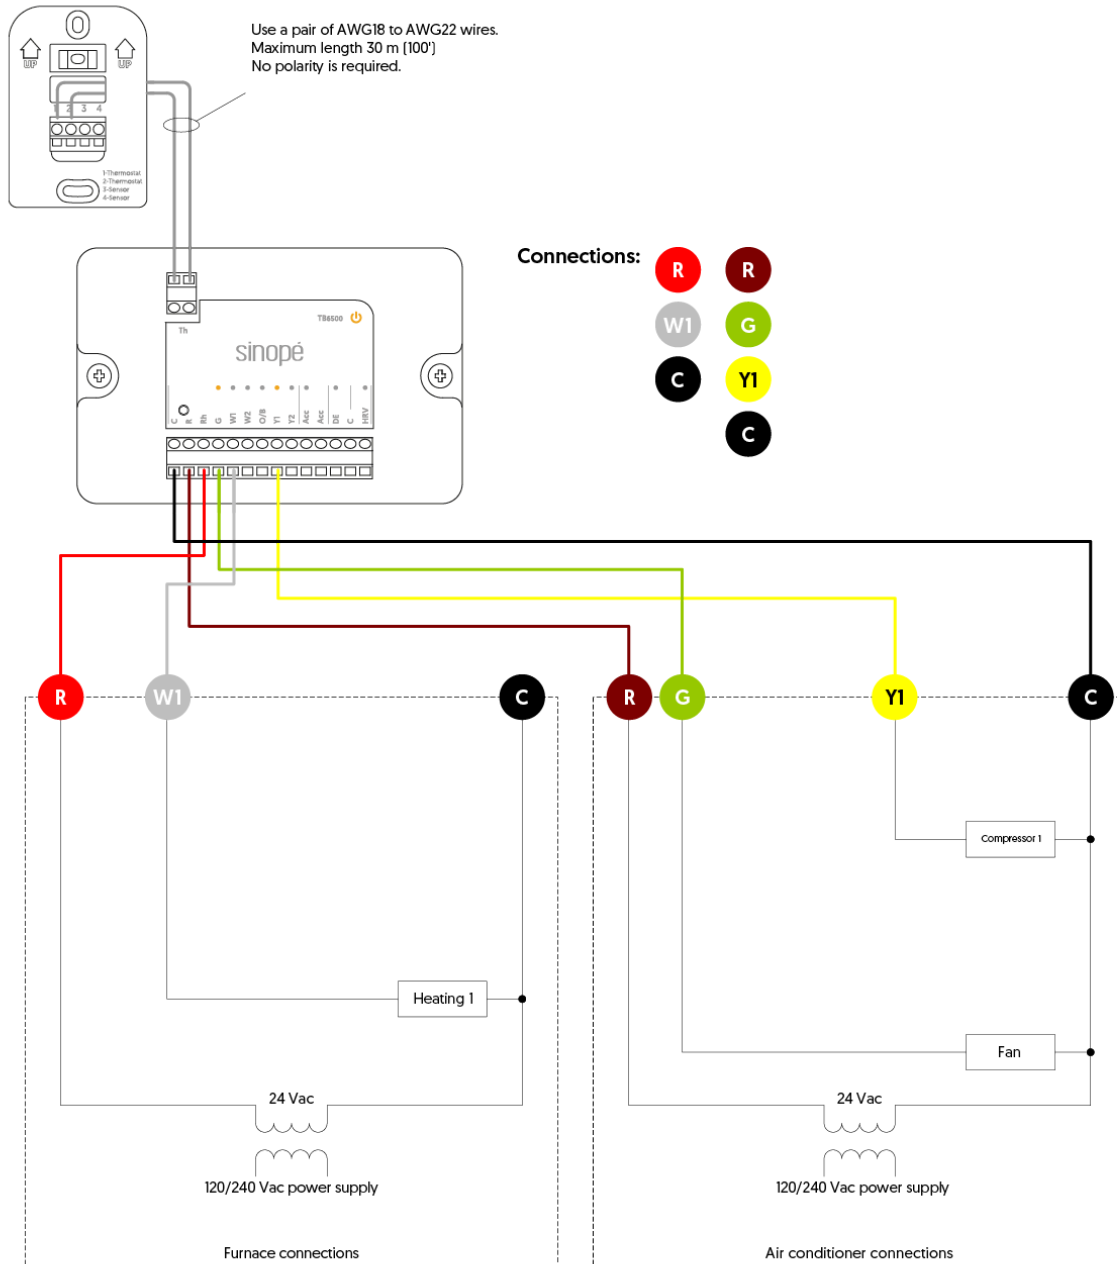 Use a pair of AWG18 to AWG22 wires.
Maximum length 30 m (100')
No polarity is required.
UP
UP
1 2 3 4
1-Thermostat
2-Thermostat
3-Sensor
4-Sensor
Connections:
R R
W1 G
C Y1
C
Th
TB6500
sinopé
C R Rh G W1 W2 O/B Y1 Y2 Acc Acc DE C HRV
R W1 C R G Y1 C
Compressor 1
Heating 1
Fan
24 Vac
24 Vac
120/240 Vac power supply
120/240 Vac power supply
Furnace connections
Air conditioner connections